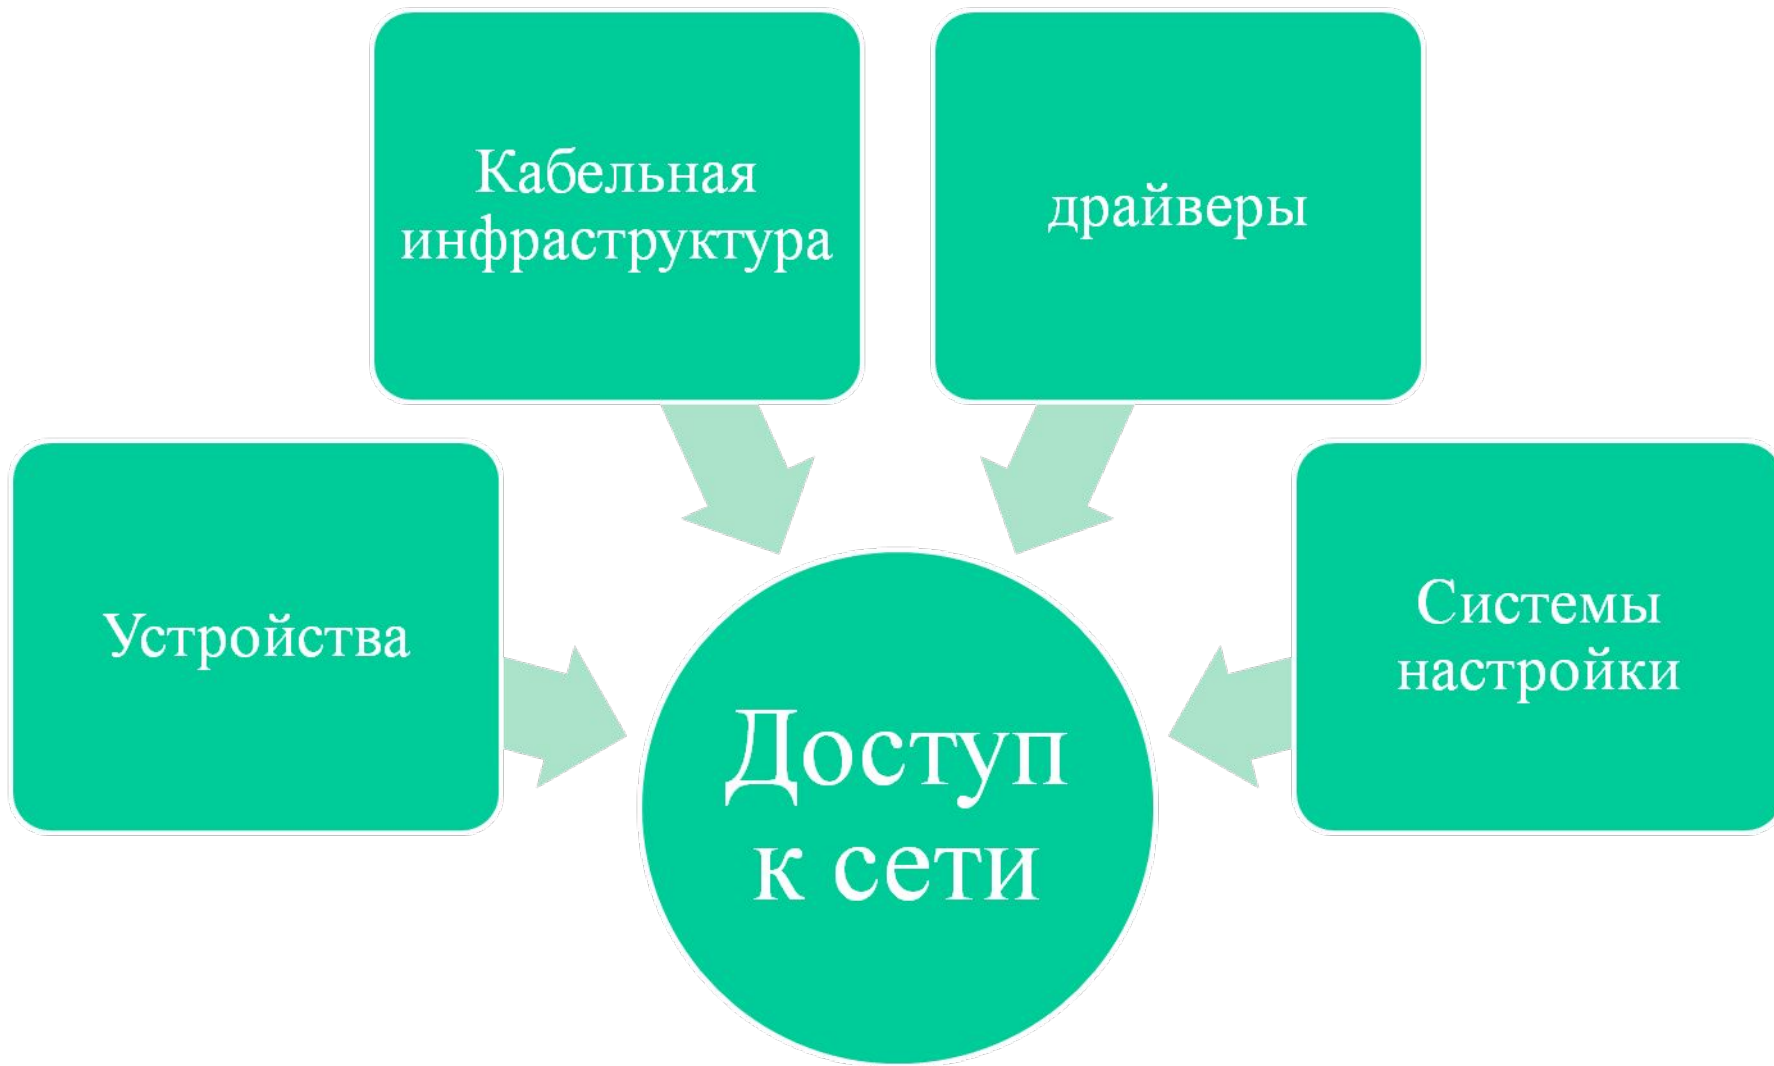 Кабельная
инфраструктура
драйверы
Устройства
Системы
настройки
Доступ
к сети